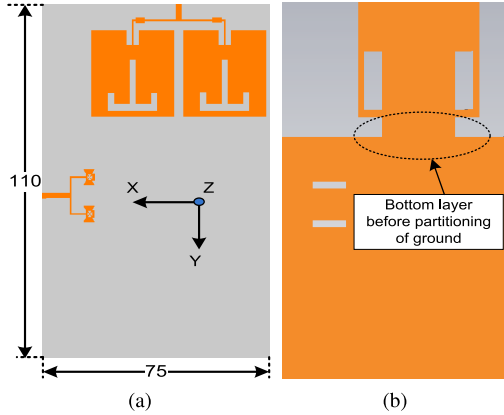 110
X
Z
Y
75
Bottom layer
before partitioning
of ground
(a)
(b)